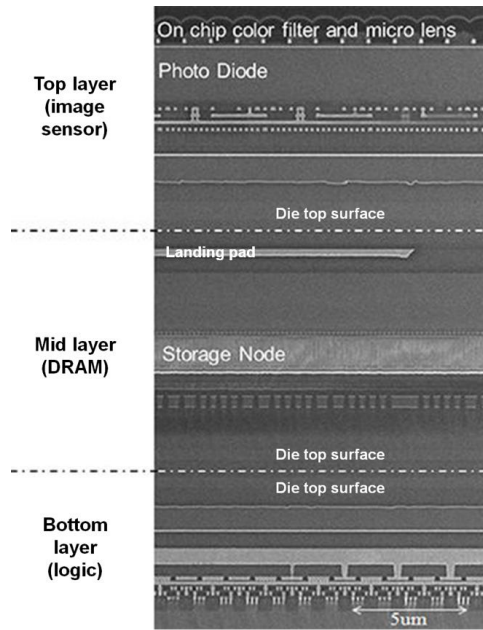 On chip color filter and micro lens
Top layer
(image
sensor)
Photo Diode
Die top surface
Landing pad
Mid layer
(DRAM)
Storage Node
Die top surface
Die top surface
Bottom
layer
(logic)
5um